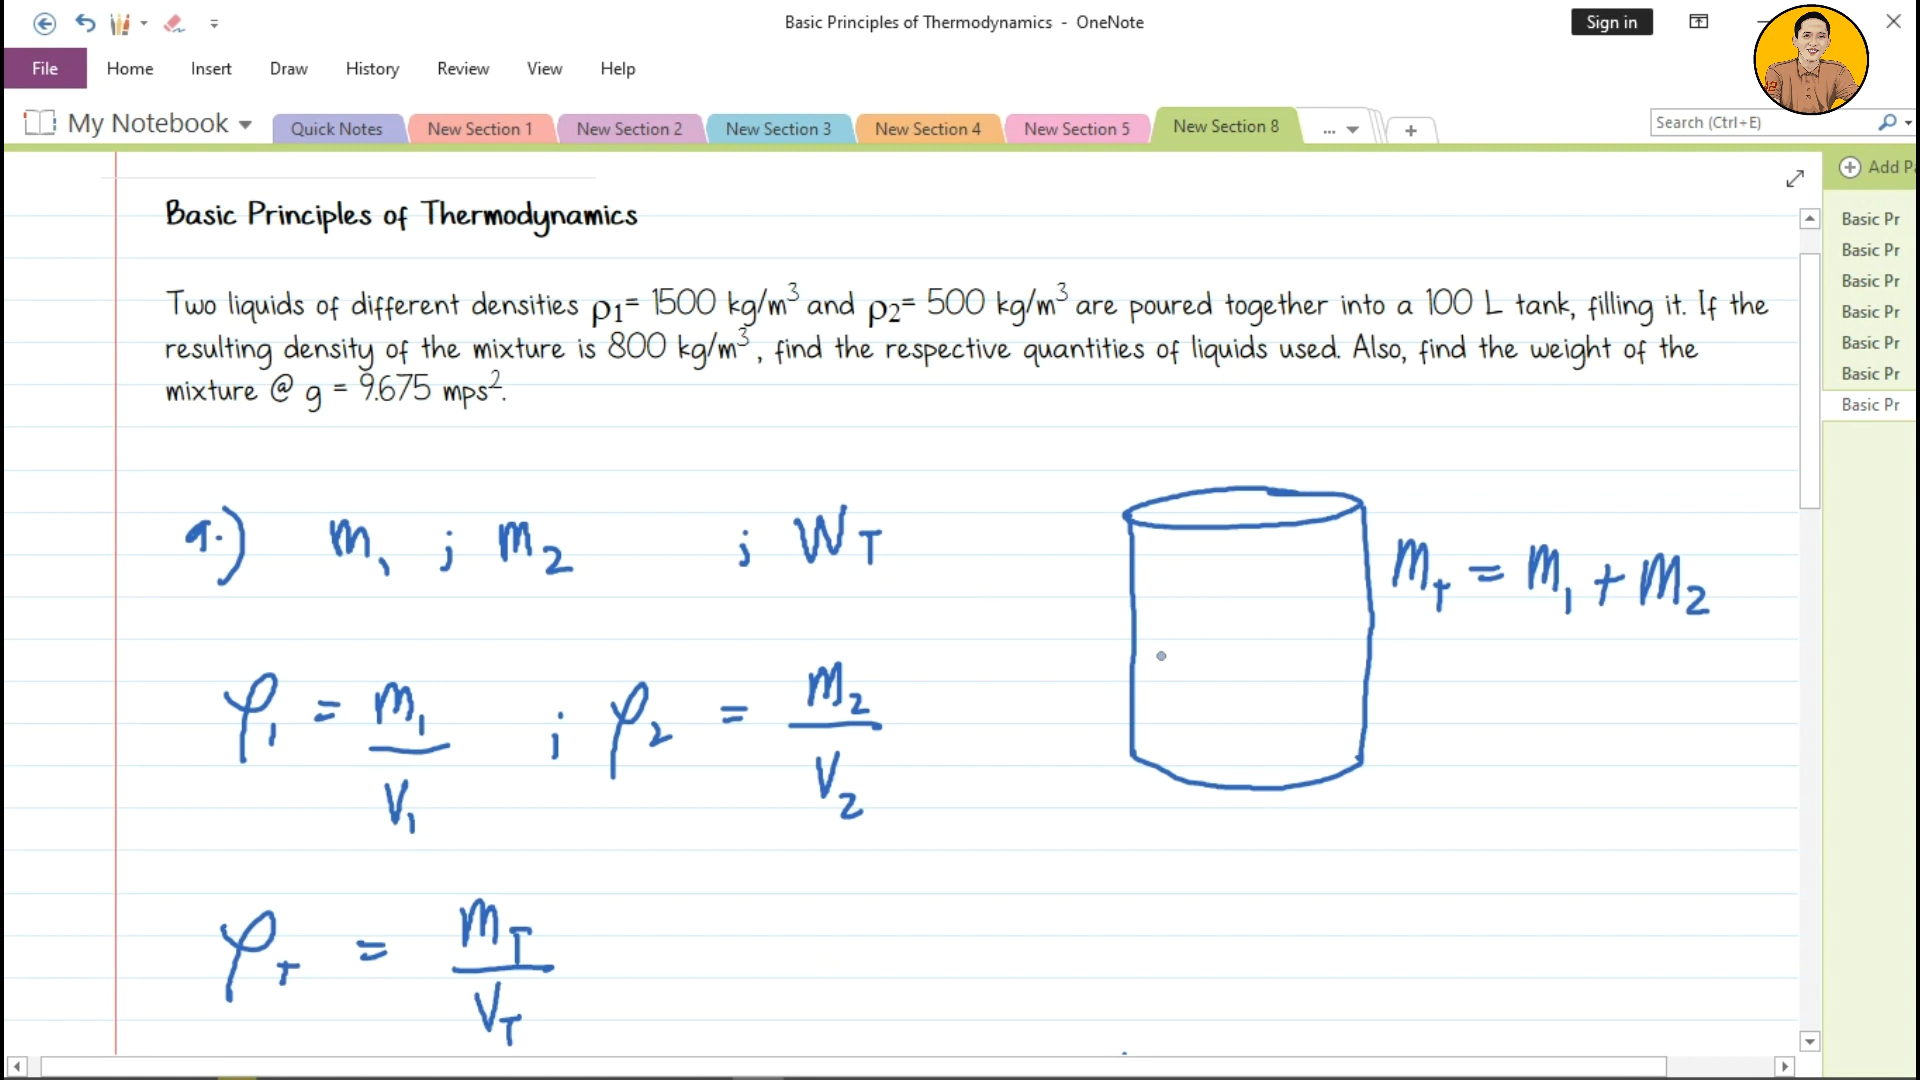 Basic Principles of Thermodynamics - OneNote
Sign in
File Home Insert Draw History Review View Help
My Notebook Quick Notes New Section 1 New Section 2 New Section 3 New Section 4 New Section 5 New Section 8 ... + Search (Ctrl+E)
Add P
Basic Principles of Thermodynamics
Basic Pr
Basic Pr
Basic Pr
Basic Pr
Basic Pr
Basic Pr
Basic Pr
Two liquids of different densities ρ1= 1500 kg/m³ and ρ2= 500 kg/m³ are poured together into a 100 L tank, filling it. If the
resulting density of the mixture is 800 kg/m³, find the respective quantities of liquids used. Also, find the weight of the
mixture @ g = 9.675 mps².
a.) m₁ ; m₂ ; W_T
m_T = m₁ + m₂
ρ₁ = m₁/V₁ ; ρ₂ = m₂/V₂
ρ_T = m_T/V_T